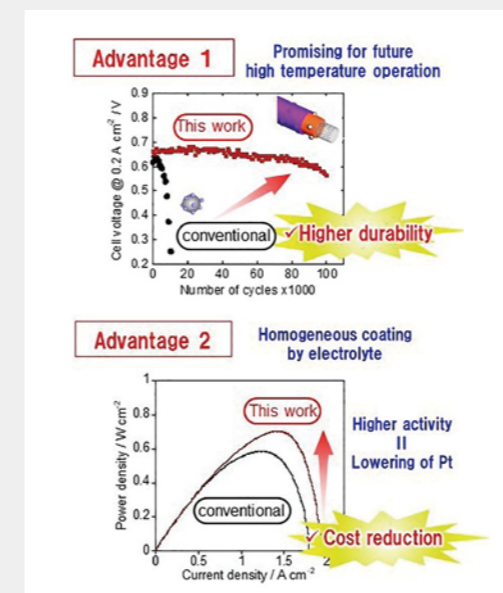 Advantage 1
Promising for future
high temperature operation
Cell voltage @ 0.2 A cm² / V
0.9
0.8
0.7
0.6
0.5
0.4
0.3
0.2
This work
conventional
✓Higher durability
0 20 40 60 80 100
Number of cycles x1000
Advantage 2
Homogeneous coating
by electrolyte
Power density / W cm⁻²
1
0.8
0.6
0.4
0.2
0
This work
conventional
Higher activity
II
Lowering of Pt
✓ Cost reduction
0 0.5 1 1.5 2
Current density / A cm⁻²